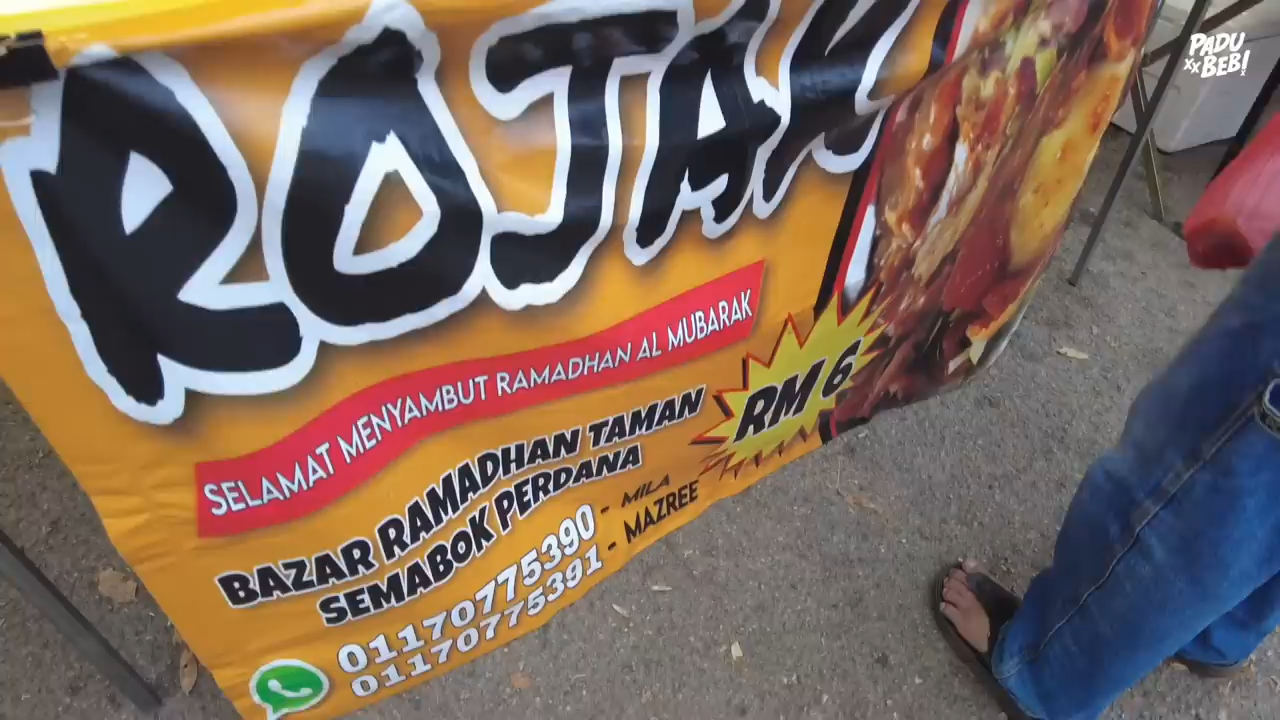 ROJAK
SELAMAT MENYAMBUT RAMADHAN AL MUBARAK
RM 6
BAZAR RAMADHAN TAMAN
SEMABOK PERDANA
01170775390 - MILA
01170775391 - MAZREE
PADU
xx BEBI x